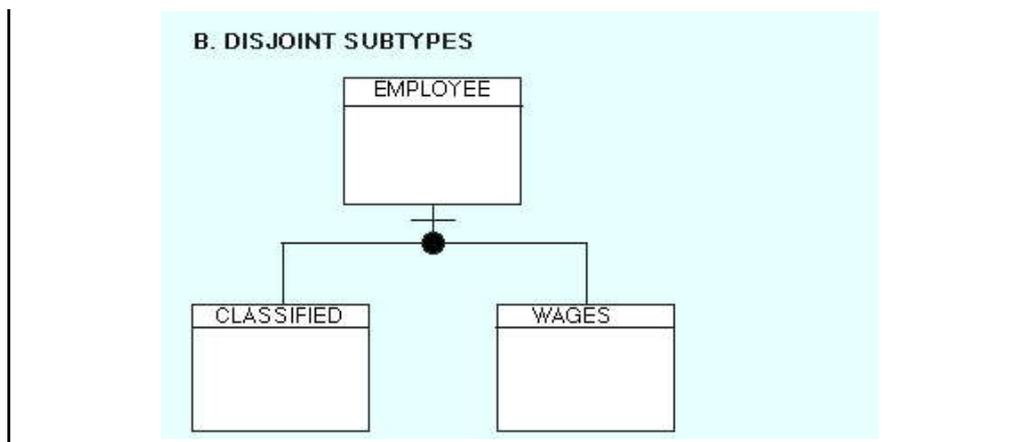 B. DISJOINT SUBTYPES
EMPLOYEE
CLASSIFIED
WAGES